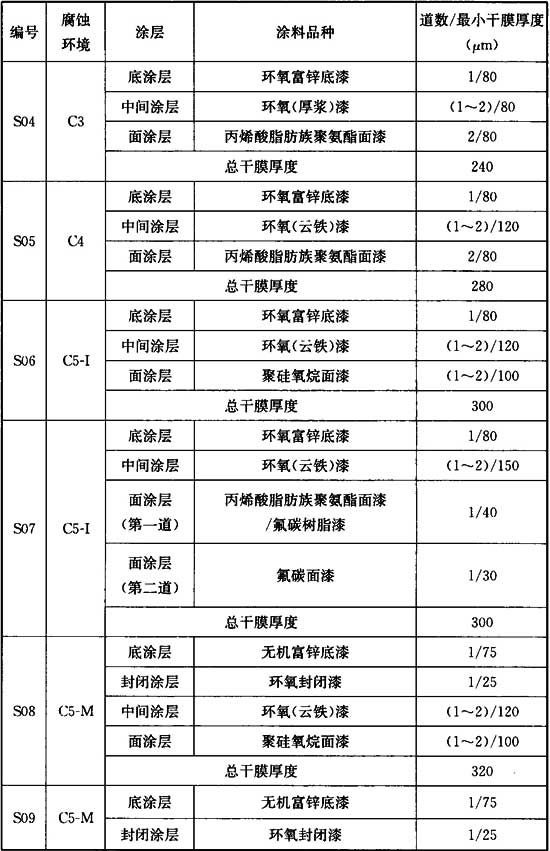 编号 腐蚀环境 涂层 涂料品种 道数/最小干膜厚度(μm)
S04 C3 底涂层 环氧富锌底漆 1/80
中间涂层 环氧(厚浆)漆 (1～2)/80
面涂层 丙烯酸脂肪族聚氨酯面漆 2/80
总干膜厚度 240
S05 C4 底涂层 环氧富锌底漆 1/80
中间涂层 环氧(云铁)漆 (1～2)/120
面涂层 丙烯酸脂肪族聚氨酯面漆 2/80
总干膜厚度 280
S06 C5-I 底涂层 环氧富锌底漆 1/80
中间涂层 环氧(云铁)漆 (1～2)/120
面涂层 聚硅氧烷面漆 (1～2)/100
总干膜厚度 300
S07 C5-I 底涂层 环氧富锌底漆 1/80
中间涂层 环氧(云铁)漆 (1～2)/150
面涂层(第一道) 丙烯酸脂肪族聚氨酯面漆/氟碳树脂漆 1/40
面涂层(第二道) 氟碳面漆 1/30
总干膜厚度 300
S08 C5-M 底涂层 无机富锌底漆 1/75
封闭涂层 环氧封闭漆 1/25
中间涂层 环氧(云铁)漆 (1～2)/120
面涂层 聚硅氧烷面漆 (1～2)/100
总干膜厚度 320
S09 C5-M 底涂层 无机富锌底漆 1/75
封闭涂层 环氧封闭漆 1/25